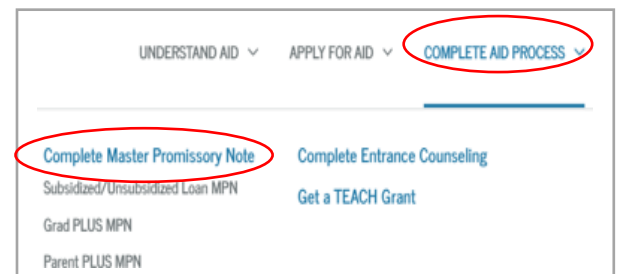 UNDERSTAND AID APPLY FOR AID COMPLETE AID PROCESS
Complete Master Promissory Note Complete Entrance Counseling
Subsidized/Unsubsidized Loan MPN Get a TEACH Grant
Grad PLUS MPN
Parent PLUS MPN